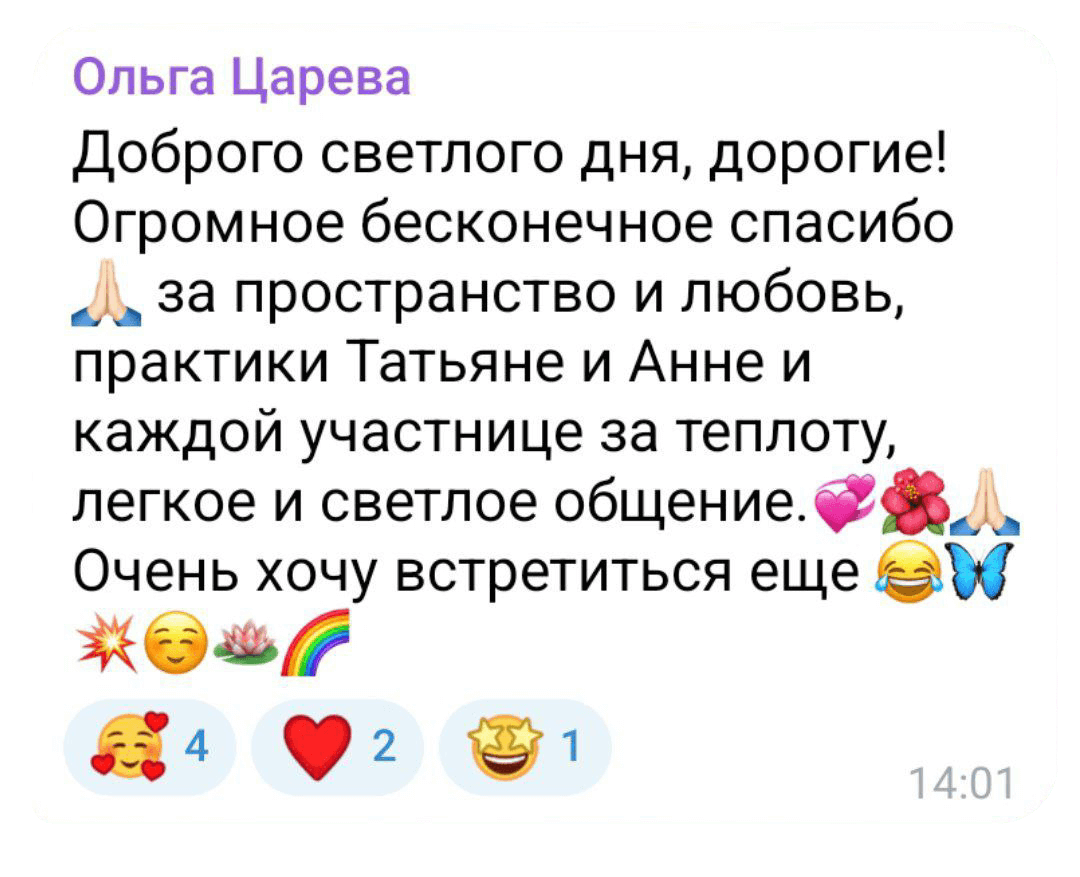 Ольга Царева
Доброго светлого дня, дорогие!
Огромное бесконечное спасибо
🙏🏻 за пространство и любовь,
практики Татьяне и Анне и
каждой участнице за теплоту,
легкое и светлое общение.💞🌺🙏🏻
Очень хочу встретиться еще 😂🦋
💥☺️🪷🌈
🥰 4 ❤️ 2 🤩 1
14:01